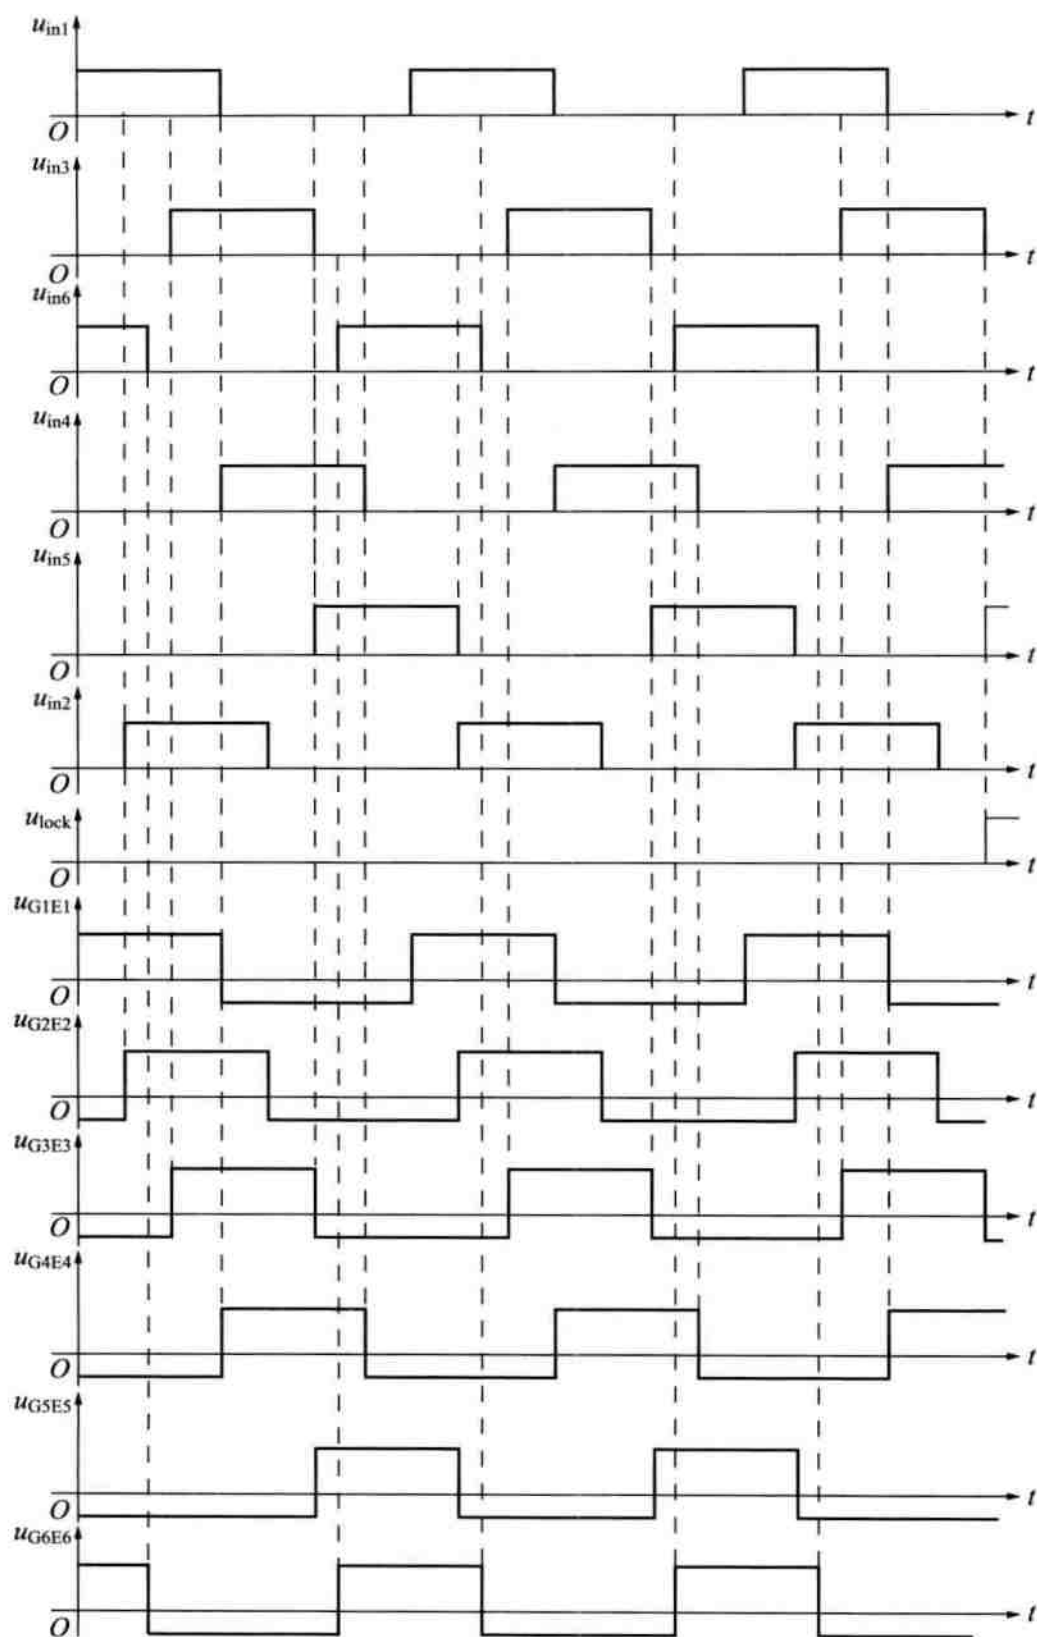 u_in1
O
t
u_in3
O
t
u_in6
O
t
u_in4
O
t
u_in5
O
t
u_in2
O
t
u_lock
O
t
u_G1E1
O
t
u_G2E2
O
t
u_G3E3
O
t
u_G4E4
O
t
u_G5E5
O
t
u_G6E6
O
t